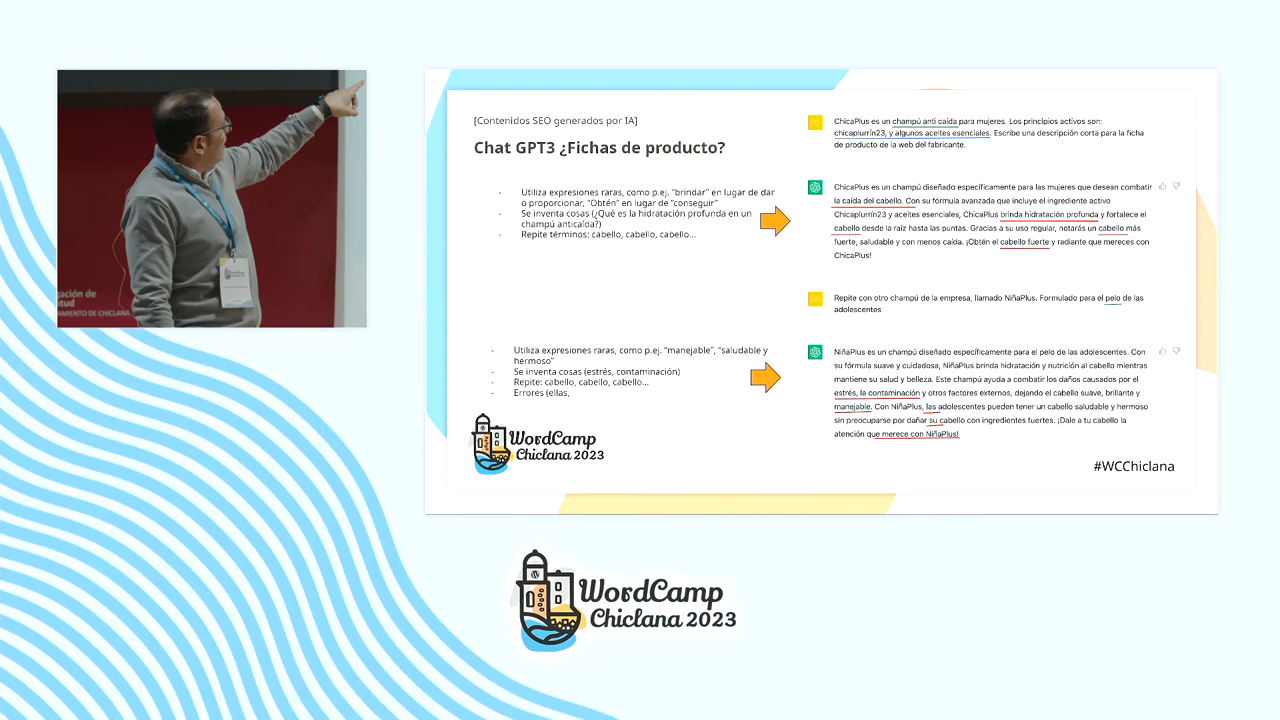 gación de
tud
AMIENTO DE CHICLANA
[Contenidos SEO generados por IA]
Chat GPT3 ¿Fichas de producto?
- Utiliza expresiones raras, como p.ej. "brindar" en lugar de dar
o proporcionar, "Obtén" en lugar de "conseguir"
- Se inventa cosas (¿Qué es la hidratación profunda en un
champú anticaída?)
- Repite términos: cabello, cabello, cabello...
- Utiliza expresiones raras, como p.ej. "manejable", "saludable y
hermoso"
- Se inventa cosas (estrés, contaminación)
- Repite: cabello, cabello, cabello...
- Errores (ellas,
ChicaPlus es un champú anti caída para mujeres. Los principios activos son:
chicaplurrín23, y algunos aceites esenciales. Escribe una descripción corta para la ficha
de producto de la web del fabricante.
ChicaPlus es un champú diseñado específicamente para las mujeres que desean combatir
la caída del cabello. Con su fórmula avanzada que incluye el ingrediente activo
Chicaplurrín23 y aceites esenciales, ChicaPlus brinda hidratación profunda y fortalece el
cabello desde la raíz hasta las puntas. Gracias a su uso regular, notarás un cabello más
fuerte, saludable y con menos caída. ¡Obtén el cabello fuerte y radiante que mereces con
ChicaPlus!
Repite con otro champú de la empresa, llamado NiñaPlus. Formulado para el pelo de las
adolescentes
NiñaPlus es un champú diseñado específicamente para el pelo de las adolescentes. Con
su fórmula suave y cuidadosa, NiñaPlus brinda hidratación y nutrición al cabello mientras
mantiene su salud y belleza. Este champú ayuda a combatir los daños causados por el
estrés, la contaminación y otros factores externos, dejando el cabello suave, brillante y
manejable. Con NiñaPlus, las adolescentes pueden tener un cabello saludable y hermoso
sin preocuparse por dañar su cabello con ingredientes fuertes. ¡Dale a tu cabello la
atención que merece con NiñaPlus!
WordCamp
Chiclana 2023
#WCChiclana
WordCamp
Chiclana 2023